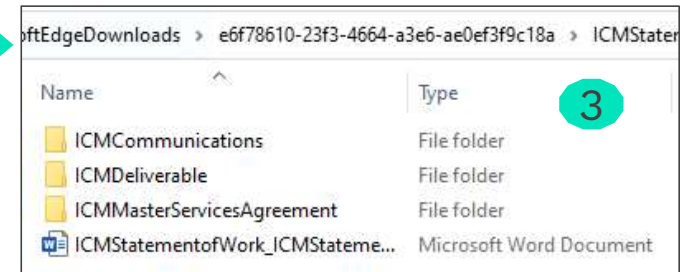 oftEdgeDownloads > e6f78610-23f3-4664-a3e6-ae0ef3f9c18a > ICMStater
Name Type
3
ICMCommunications File folder
ICMDeliverable File folder
ICMMasterServicesAgreement File folder
ICMStatementofWork_ICMStateme... Microsoft Word Document